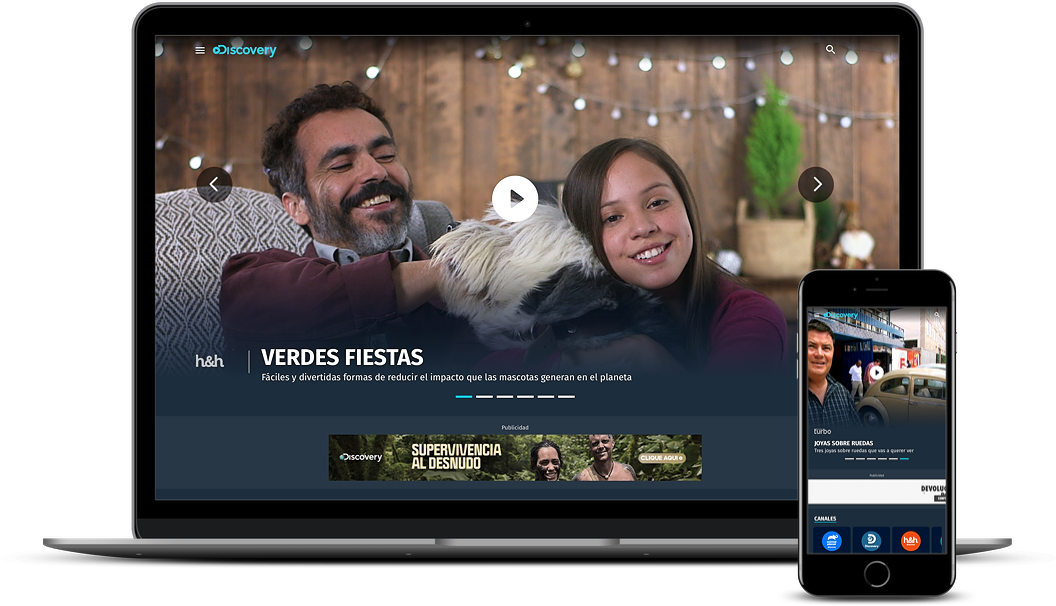 Discovery
h&h
VERDES FIESTAS
Fáciles y divertidas formas de reducir el impacto que las mascotas generan en el planeta
Publicidad
Discovery
SUPERVIVENCIA
AL DESNUDO
CLIQUE AQUI
Discovery
turbo
JOYAS SOBRE RUEDAS
Tres joyas sobre ruedas que vas a querer ver
Publicidad
DEVOLUC
CANALES
Discovery
h&h